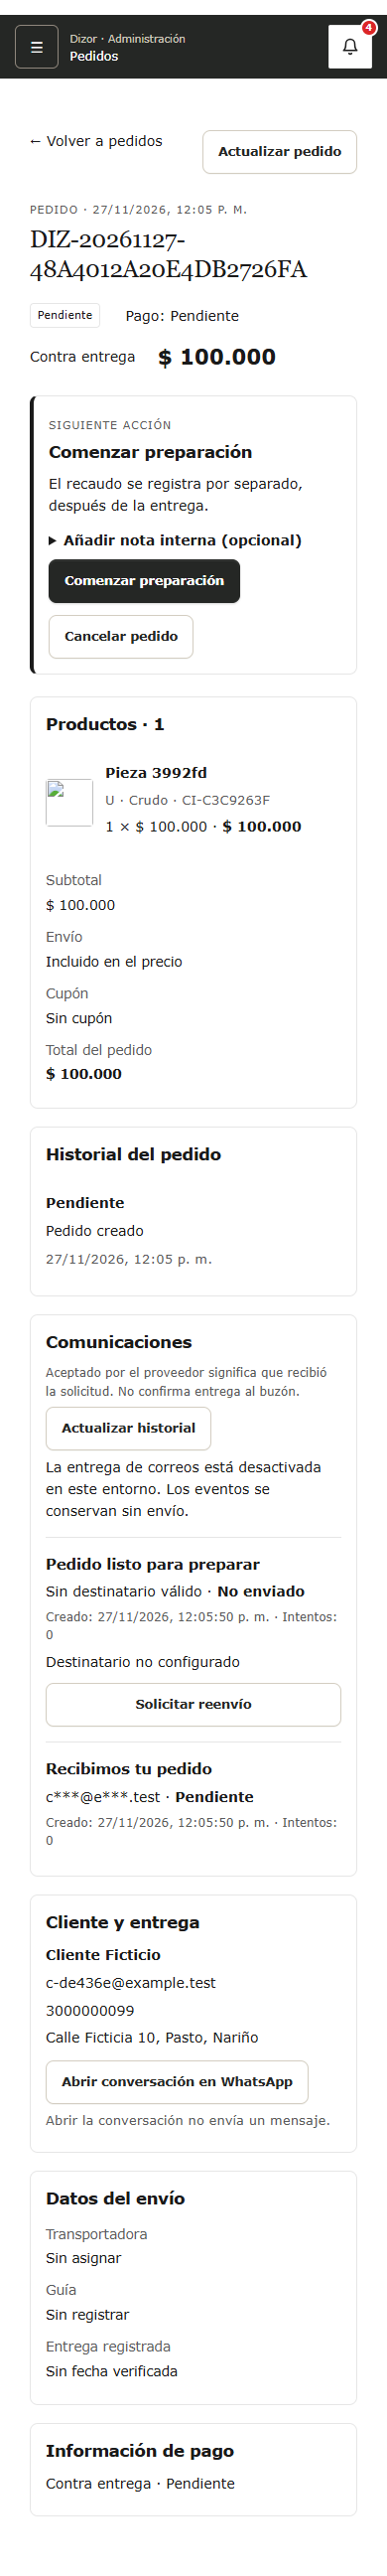 ☰
Dizor · Administración
Pedidos
4
← Volver a pedidos
Actualizar pedido
PEDIDO · 27/11/2026, 12:05 P. M.
DIZ-20261127-
48A4012A20E4DB2726FA
Pendiente
Pago: Pendiente
Contra entrega
$ 100.000
SIGUIENTE ACCIÓN
Comenzar preparación
El recaudo se registra por separado,
después de la entrega.
▶ Añadir nota interna (opcional)
Comenzar preparación
Cancelar pedido
Productos · 1
Pieza 3992fd
U · Crudo · CI-C3C9263F
1 × $ 100.000 · $ 100.000
Subtotal
$ 100.000
Envío
Incluido en el precio
Cupón
Sin cupón
Total del pedido
$ 100.000
Historial del pedido
Pendiente
Pedido creado
27/11/2026, 12:05 p. m.
Comunicaciones
Aceptado por el proveedor significa que recibió
la solicitud. No confirma entrega al buzón.
Actualizar historial
La entrega de correos está desactivada
en este entorno. Los eventos se
conservan sin envío.
Pedido listo para preparar
Sin destinatario válido · No enviado
Creado: 27/11/2026, 12:05:50 p. m. · Intentos:
0
Destinatario no configurado
Solicitar reenvío
Recibimos tu pedido
c***@e***.test · Pendiente
Creado: 27/11/2026, 12:05:50 p. m. · Intentos:
0
Cliente y entrega
Cliente Ficticio
c-de436e@example.test
3000000099
Calle Ficticia 10, Pasto, Nariño
Abrir conversación en WhatsApp
Abrir la conversación no envía un mensaje.
Datos del envío
Transportadora
Sin asignar
Guía
Sin registrar
Entrega registrada
Sin fecha verificada
Información de pago
Contra entrega · Pendiente